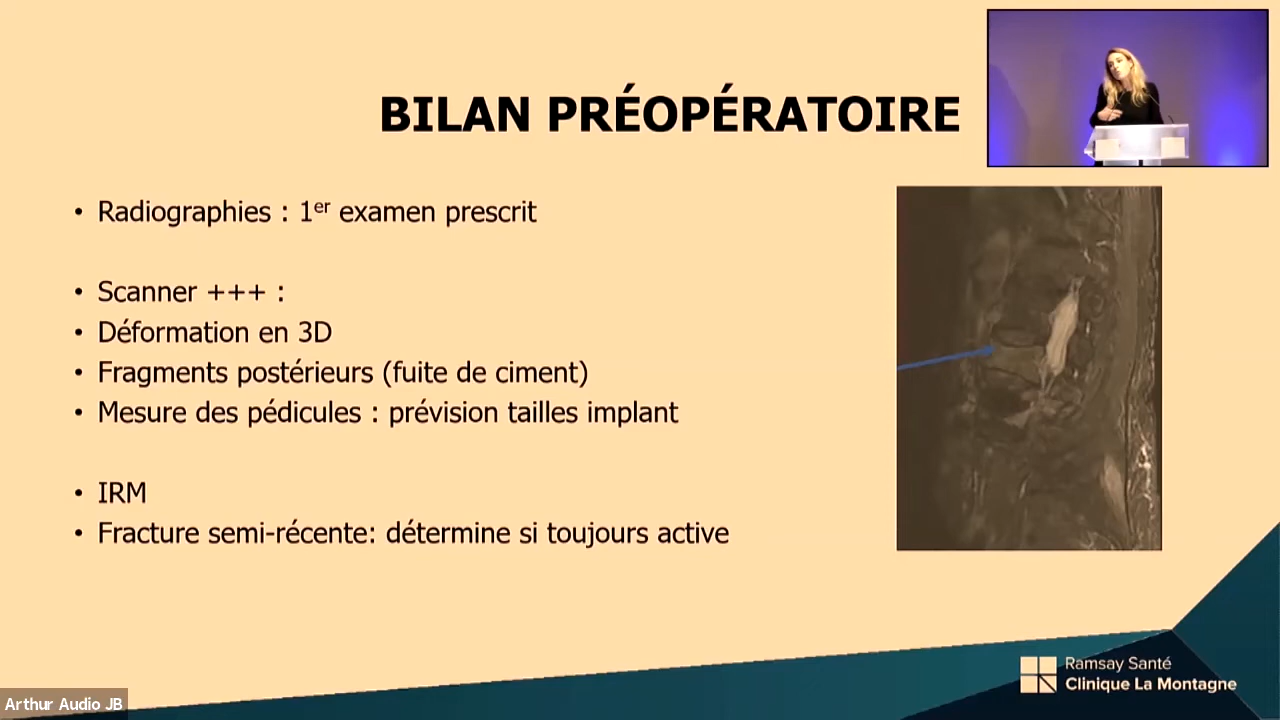 BILAN PRÉOPÉRATOIRE
• Radiographies : 1er examen prescrit
• Scanner +++ :
• Déformation en 3D
• Fragments postérieurs (fuite de ciment)
• Mesure des pédicules : prévision tailles implant
• IRM
• Fracture semi-récente: détermine si toujours active
Ramsay Santé
Clinique La Montagne
Arthur Audio JB